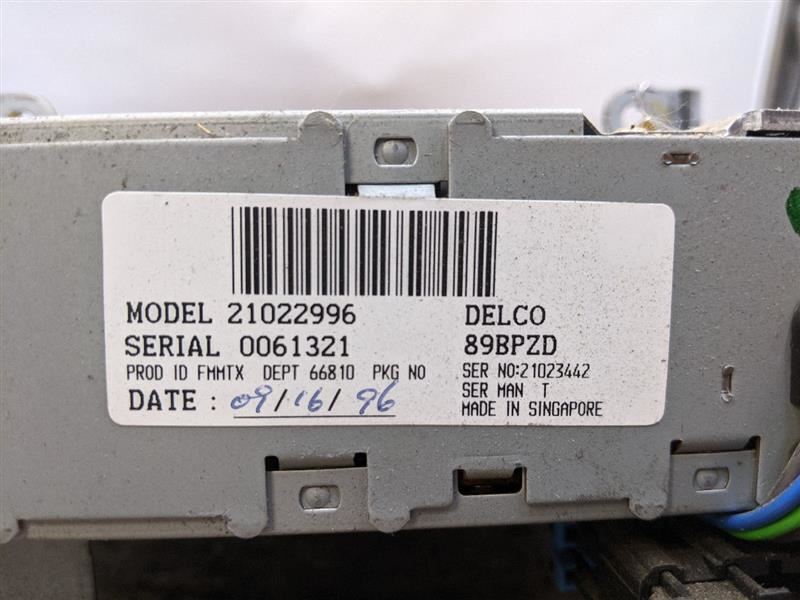 MODEL 21022996 DELCO
SERIAL 0061321 89BPZD
PROD ID FMMTX DEPT 66810 PKG NO SER NO:21023442
SER MAN T
DATE : 09/16/96 MADE IN SINGAPORE